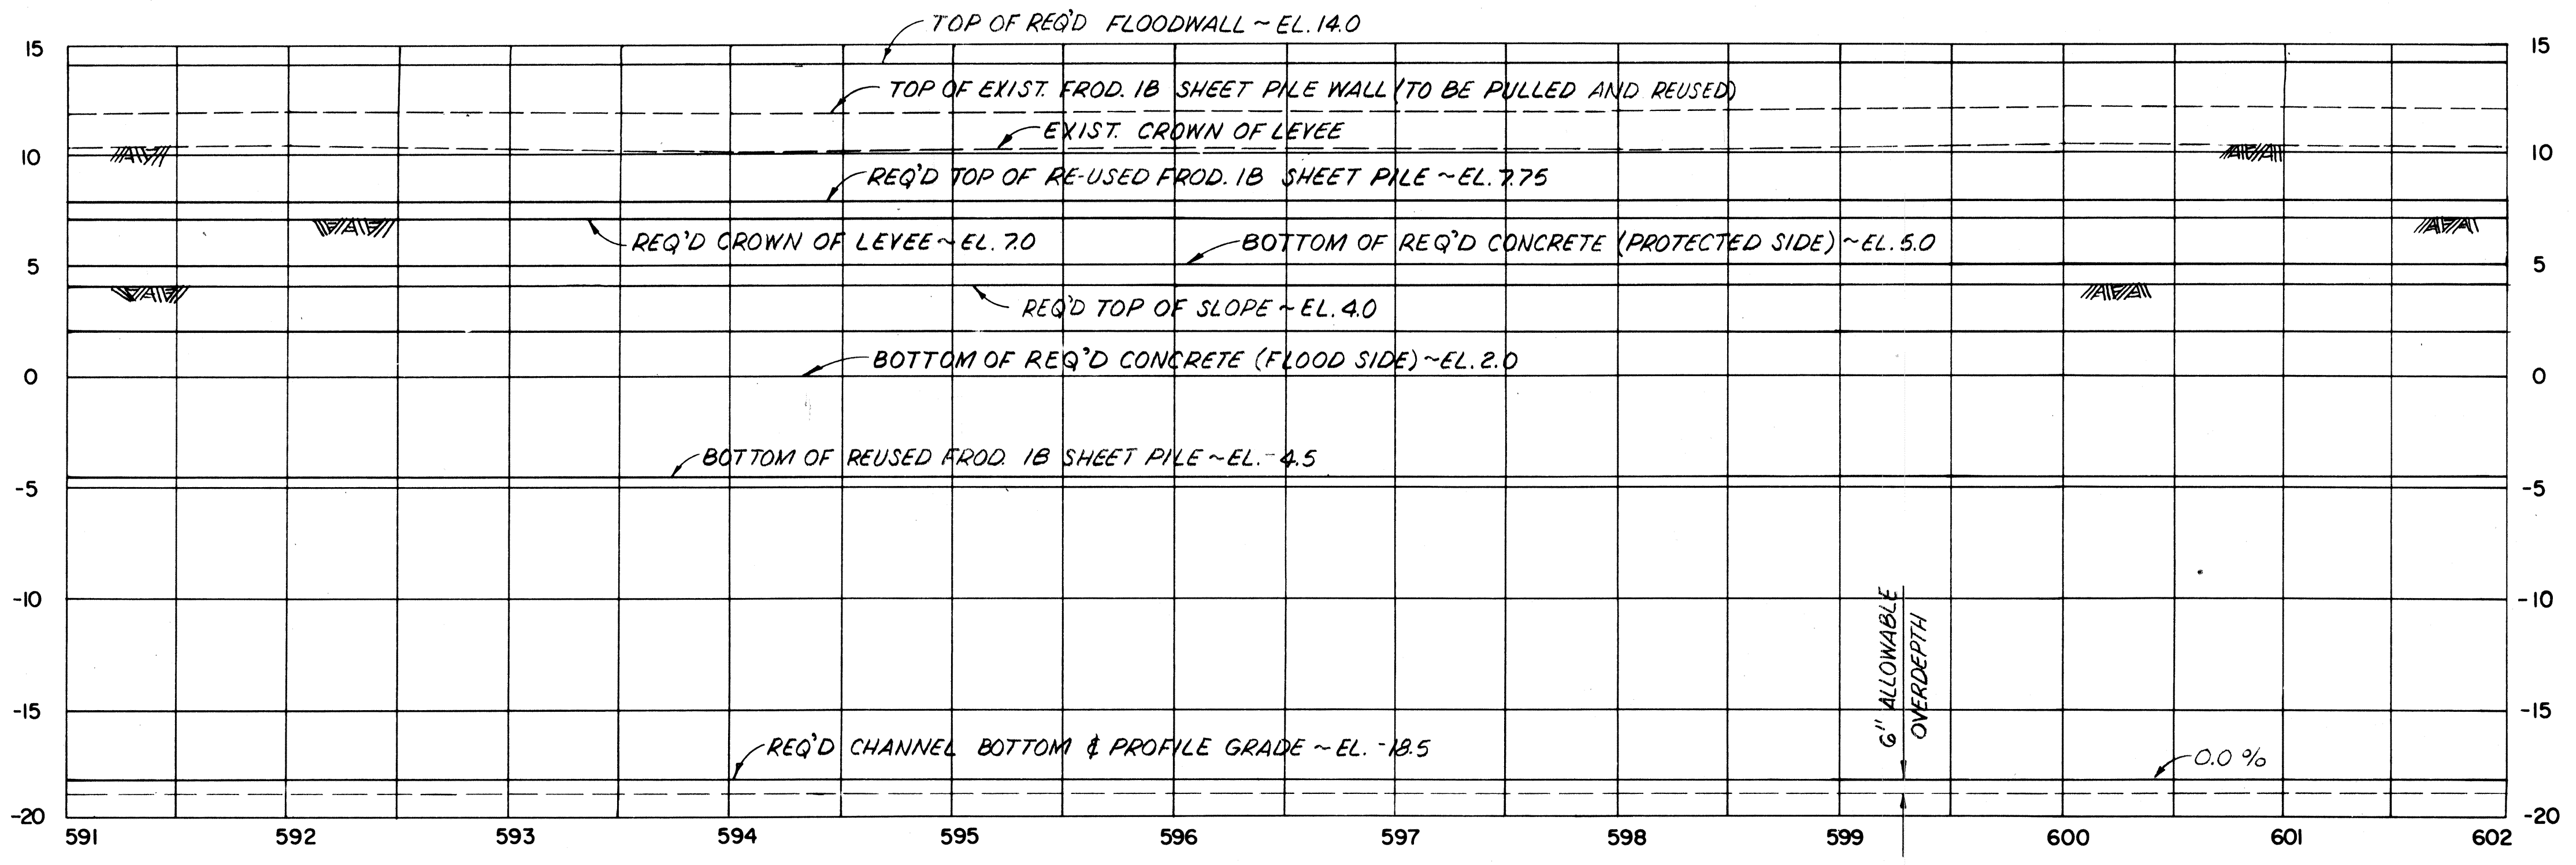 TOP OF REQ'D FLOODWALL ~ EL. 14.0
15 15
TOP OF EXIST. FROD. 1B SHEET PILE WALL (TO BE PULLED AND REUSED)
EXIST. CROWN OF LEVEE
10 10
REQ'D TOP OF RE-USED FROD. 1B SHEET PILE ~ EL. 7.75
REQ'D CROWN OF LEVEE ~ EL. 7.0
BOTTOM OF REQ'D CONCRETE (PROTECTED SIDE) ~ EL. 5.0
5 5
REQ'D TOP OF SLOPE ~ EL. 4.0
BOTTOM OF REQ'D CONCRETE (FLOOD SIDE) ~ EL. 2.0
0 0
BOTTOM OF REUSED FROD. 1B SHEET PILE ~ EL. -4.5
-5 -5
-10 -10
6" ALLOWABLE
OVERDEPTH
-15 -15
REQ'D CHANNEL BOTTOM ₵ PROFILE GRADE ~ EL. -18.5
0.0 %
-20 -20
591 592 593 594 595 596 597 598 599 600 601 602